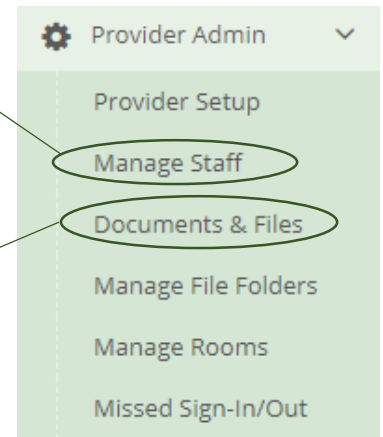 Provider Admin
Provider Setup
Manage Staff
Documents & Files
Manage File Folders
Manage Rooms
Missed Sign-In/Out